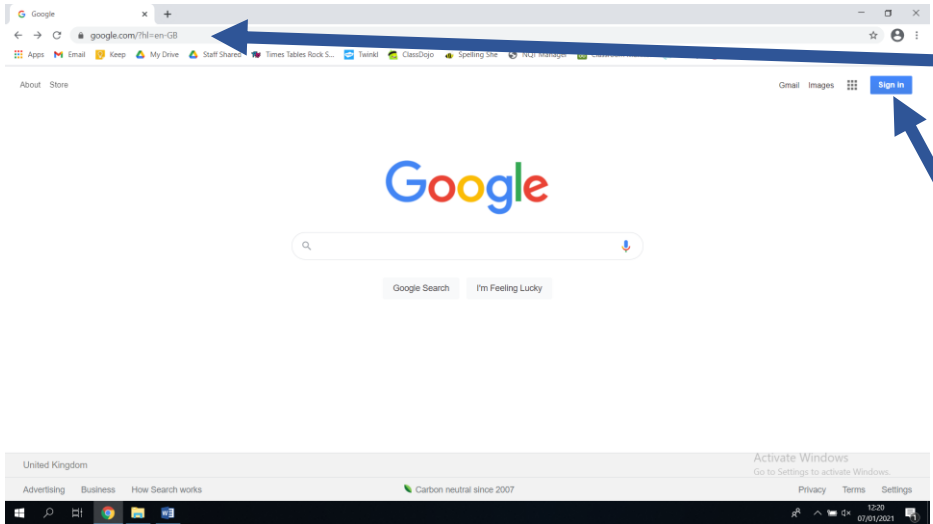 Google
google.com/?hl=en-GB
Apps Email Keep My Drive Staff Shared Times Tables Rock S... Twinkl ClassDojo Spelling She NQT Manager
About Store Gmail Images Sign in
Google
Google Search I'm Feeling Lucky
Activate Windows
Go to Settings to activate Windows.
United Kingdom
Advertising Business How Search works Carbon neutral since 2007 Privacy Terms Settings
12:20
07/01/2021